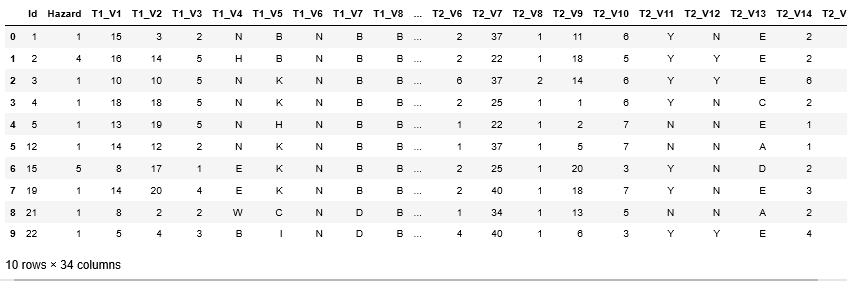 Id Hazard T1_V1 T1_V2 T1_V3 T1_V4 T1_V5 T1_V6 T1_V7 T1_V8 ... T2_V6 T2_V7 T2_V8 T2_V9 T2_V10 T2_V11 T2_V12 T2_V13 T2_V14 T2_V
0 1 1 15 3 2 N B N B B ... 2 37 1 11 6 Y N E 2
1 2 4 16 14 5 H B N B B ... 2 22 1 18 5 Y Y E 2
2 3 1 10 10 5 N K N B B ... 6 37 2 14 6 Y Y E 6
3 4 1 18 18 5 N K N B B ... 2 25 1 1 6 Y N C 2
4 5 1 13 19 5 N H N B B ... 1 22 1 2 7 N N E 1
5 12 1 14 12 2 N K N B B ... 1 37 1 5 7 N N A 1
6 15 5 8 17 1 E K N B B ... 2 25 1 20 3 Y N D 2
7 19 1 14 20 4 E K N B B ... 2 40 1 18 7 Y N E 3
8 21 1 8 2 2 W C N D B ... 1 34 1 13 5 N N A 2
9 22 1 5 4 3 B I N D B ... 4 40 1 6 3 Y Y E 4
10 rows × 34 columns